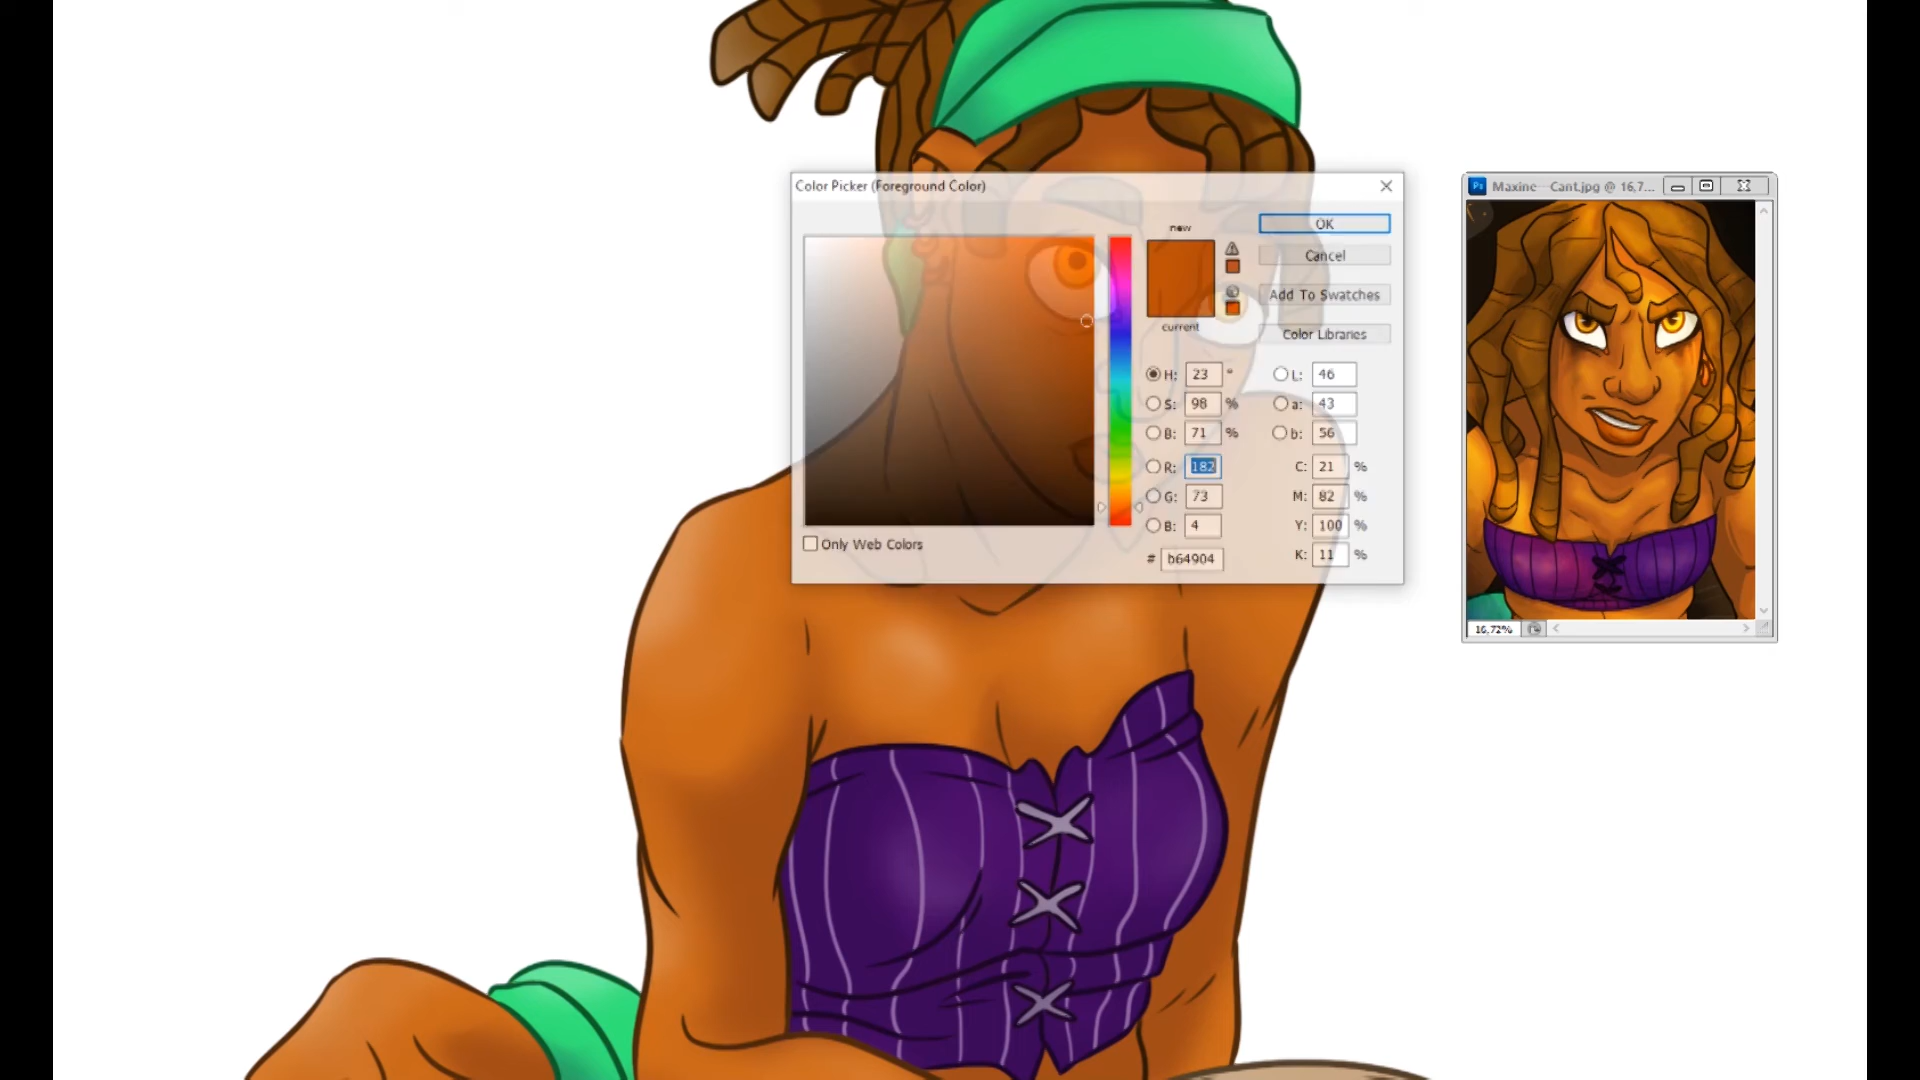 Color Picker (Foreground Color)
new
current
OK
Cancel
Add To Swatches
Color Libraries
H: 23 °
S: 98 %
B: 71 %
R: 182
G: 73
B: 4
# b64904
L: 46
a: 43
b: 56
C: 21 %
M: 82 %
Y: 100 %
K: 11 %
Only Web Colors
Ps Maxine - Cant.jpg @ 16,7...
16,72%